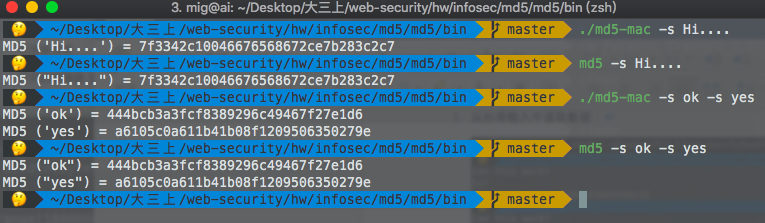 3. mig@ai: ~/Desktop/大三上/web-security/hw/infosec/md5/md5/bin (zsh)
~/Desktop/大三上/web-security/hw/infosec/md5/md5/bin master ./md5-mac -s Hi....
MD5 ('Hi....') = 7f3342c10046676568672ce7b283c2c7
~/Desktop/大三上/web-security/hw/infosec/md5/md5/bin master md5 -s Hi....
MD5 ("Hi....") = 7f3342c10046676568672ce7b283c2c7
~/Desktop/大三上/web-security/hw/infosec/md5/md5/bin master ./md5-mac -s ok -s yes
MD5 ('ok') = 444bcb3a3fcf8389296c49467f27e1d6
MD5 ('yes') = a6105c0a611b41b08f1209506350279e
~/Desktop/大三上/web-security/hw/infosec/md5/md5/bin master md5 -s ok -s yes
MD5 ("ok") = 444bcb3a3fcf8389296c49467f27e1d6
MD5 ("yes") = a6105c0a611b41b08f1209506350279e
~/Desktop/大三上/web-security/hw/infosec/md5/md5/bin master